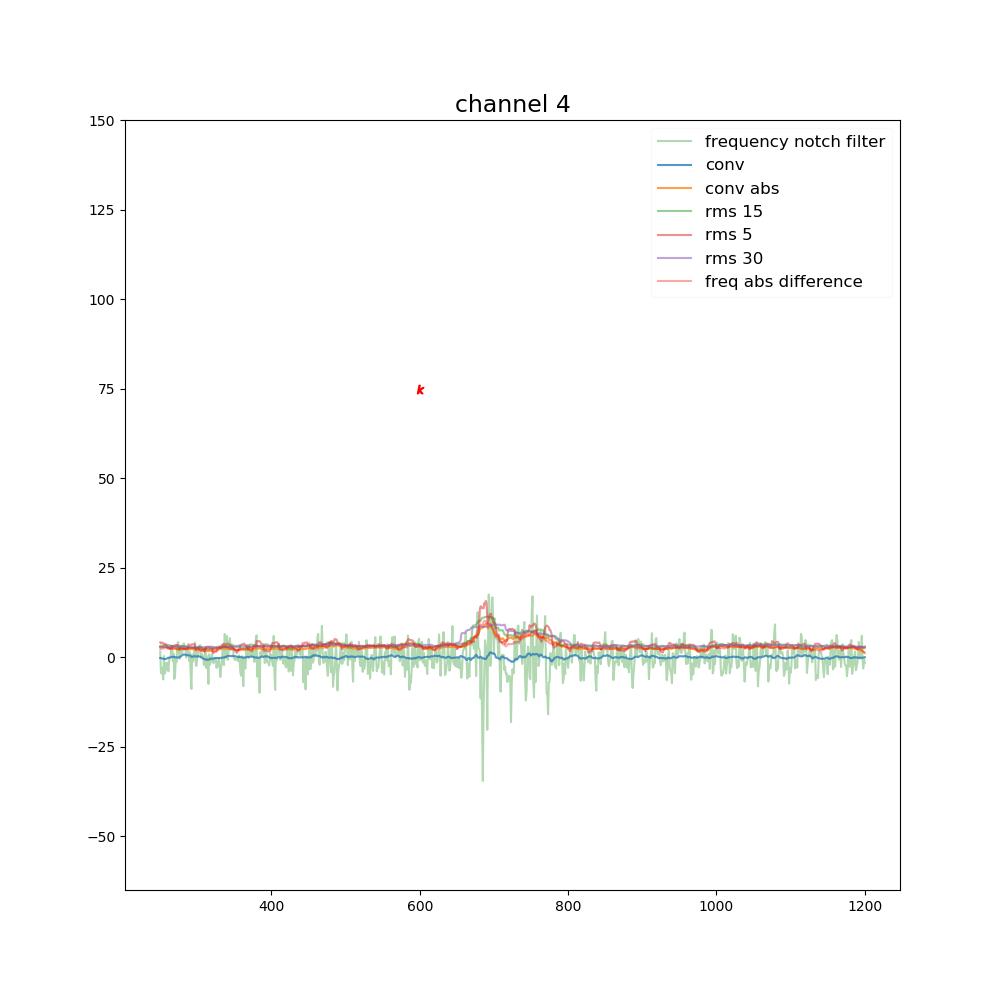 channel 4
150
125
100
75
50
25
0
−25
−50
400 600 800 1000 1200
frequency notch filter
conv
conv abs
rms 15
rms 5
rms 30
freq abs difference
k